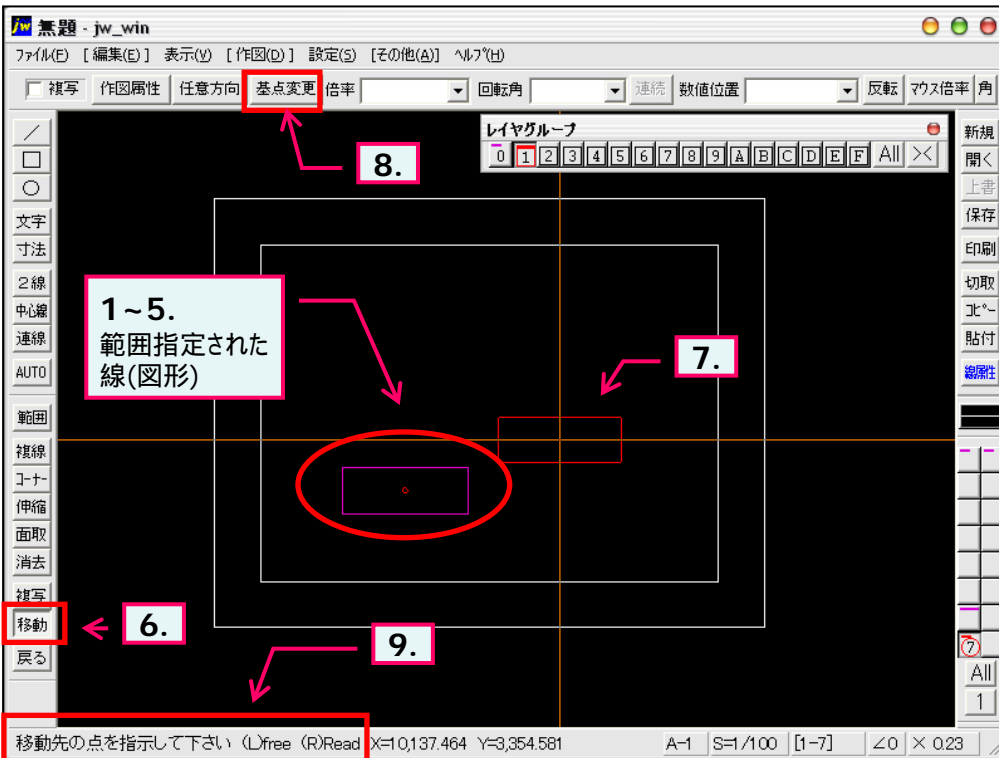 jw 無題 - jw_win
ファイル(F) [編集(E)] 表示(V) [作図(D)] 設定(S) [その他(A)] ヘルプ(H)
複写 作図属性 任意方向 基点変更 倍率 回転角 連続 数値位置 反転 マウス倍率 角
レイヤグループ
0 1 2 3 4 5 6 7 8 9 A B C D E F All ><
8.
／
□
○
文字
寸法
2線
中心線
連線
AUTO
範囲
複線
コーナー
伸縮
面取
消去
複写
移動
戻る
1~5.
範囲指定された
線(図形)
7.
6.
9.
新規
開く
上書
保存
印刷
切取
コピー
貼付
線属性
7
All
1
移動先の点を指示して下さい (L)free (R)Read X=10,137.464 Y=3,354.581 A-1 S=1/100 [1-7] ∠0 × 0.23